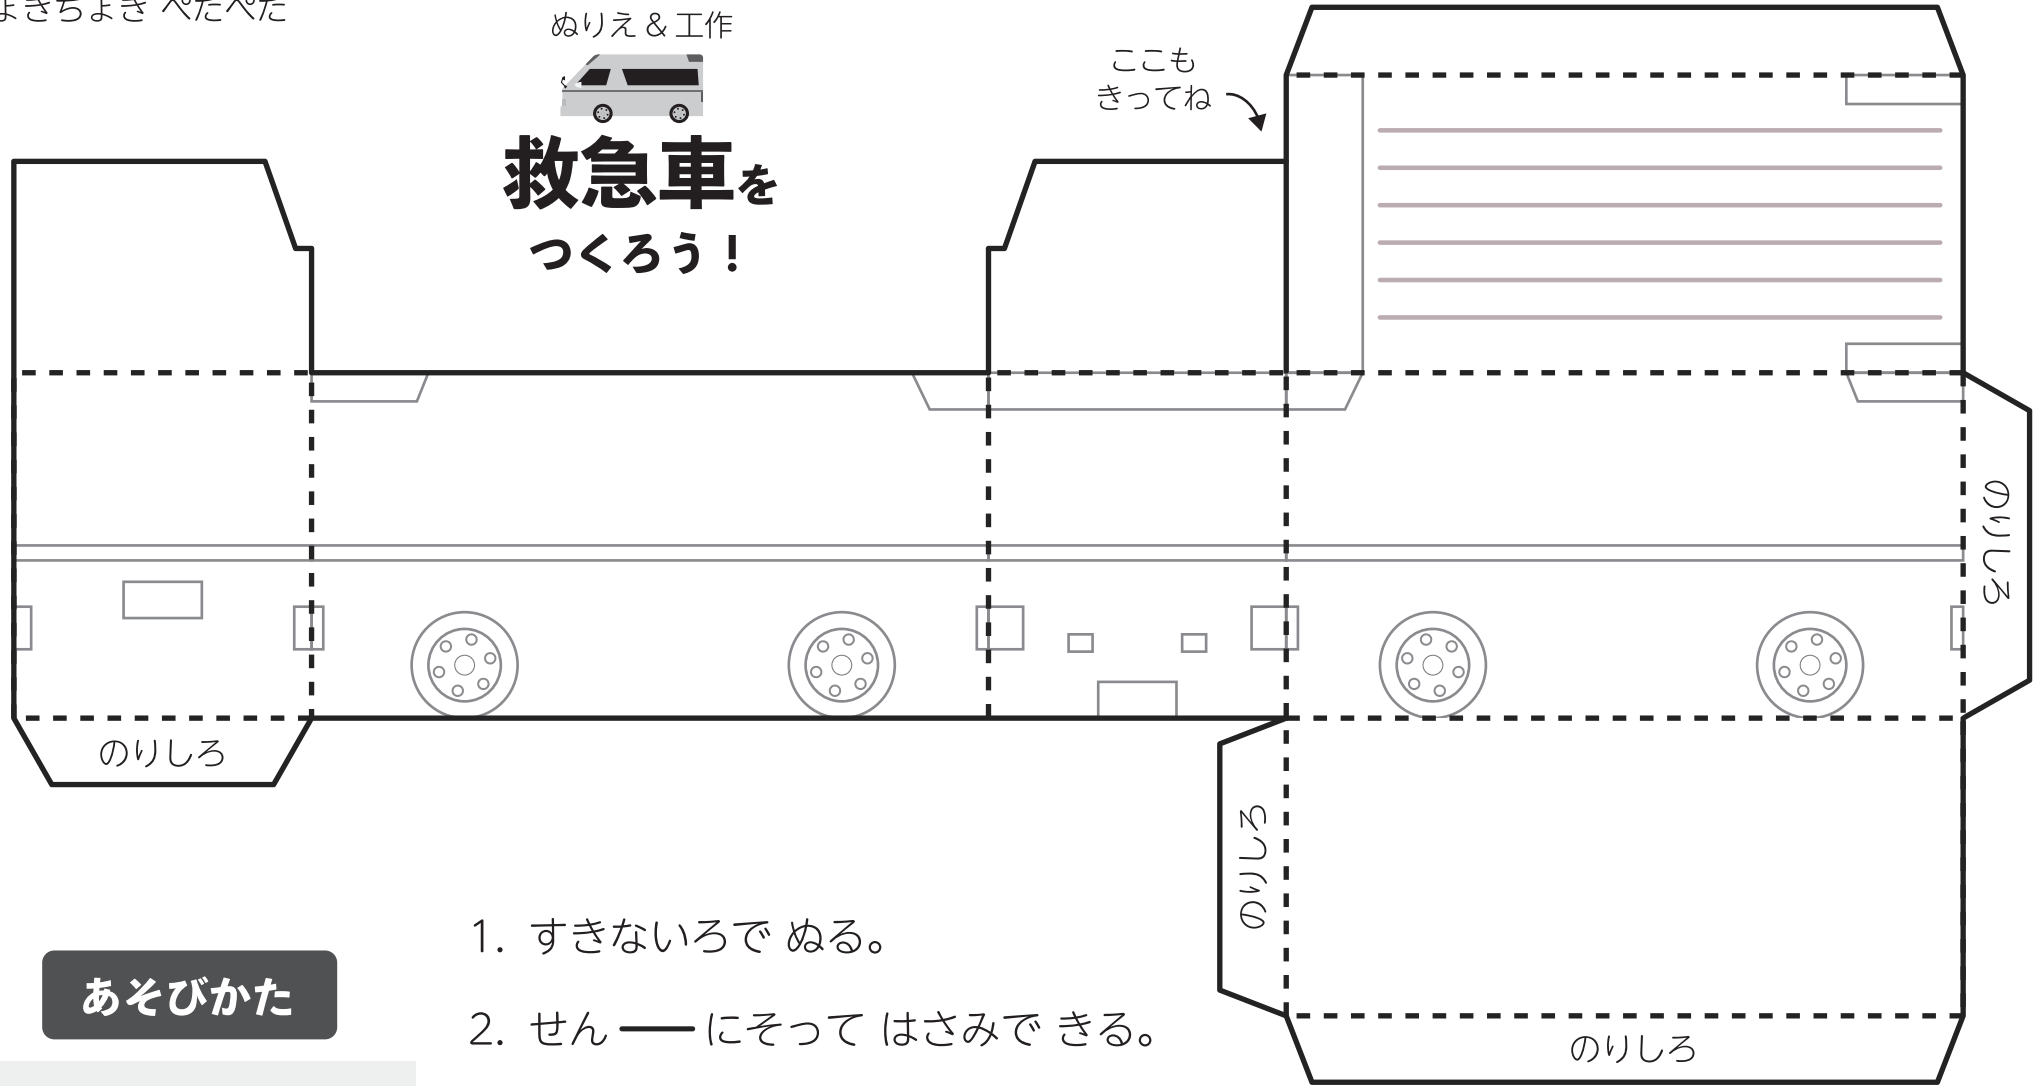 ちょき ぺたぺた
ぬりえ & 工作
救急車を
つくろう！
ここも
きってね
のりしろ
のりしろ
のりしろ
のりしろ
あそびかた
1. すきないろで ぬる。
2. せん ── にそって はさみで きる。